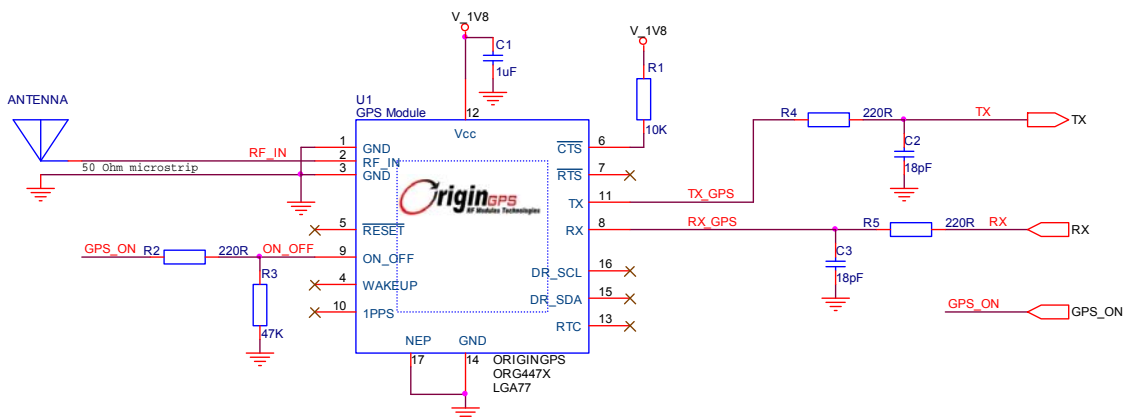 V_1V8
V_1V8
C1
1uF
R1
10K
ANTENNA
U1
GPS Module
12
Vcc
R4 220R TX TX
C2
18pF
1 GND
RF_IN 2 RF_IN
50 Ohm microstrip 3 GND
CTS 6
RTS 7
TX 11 TX_GPS
RX 8 RX_GPS R5 220R RX RX
C3
18pF
OriginGPS
RF Modules Technologies
5 RESET
GPS_ON R2 220R ON_OFF 9 ON_OFF
R3
47K
4 WAKEUP
10 1PPS
DR_SCL 16
DR_SDA 15
RTC 13
GPS_ON GPS_ON
NEP GND
17 14
ORIGINGPS
ORG447X
LGA77